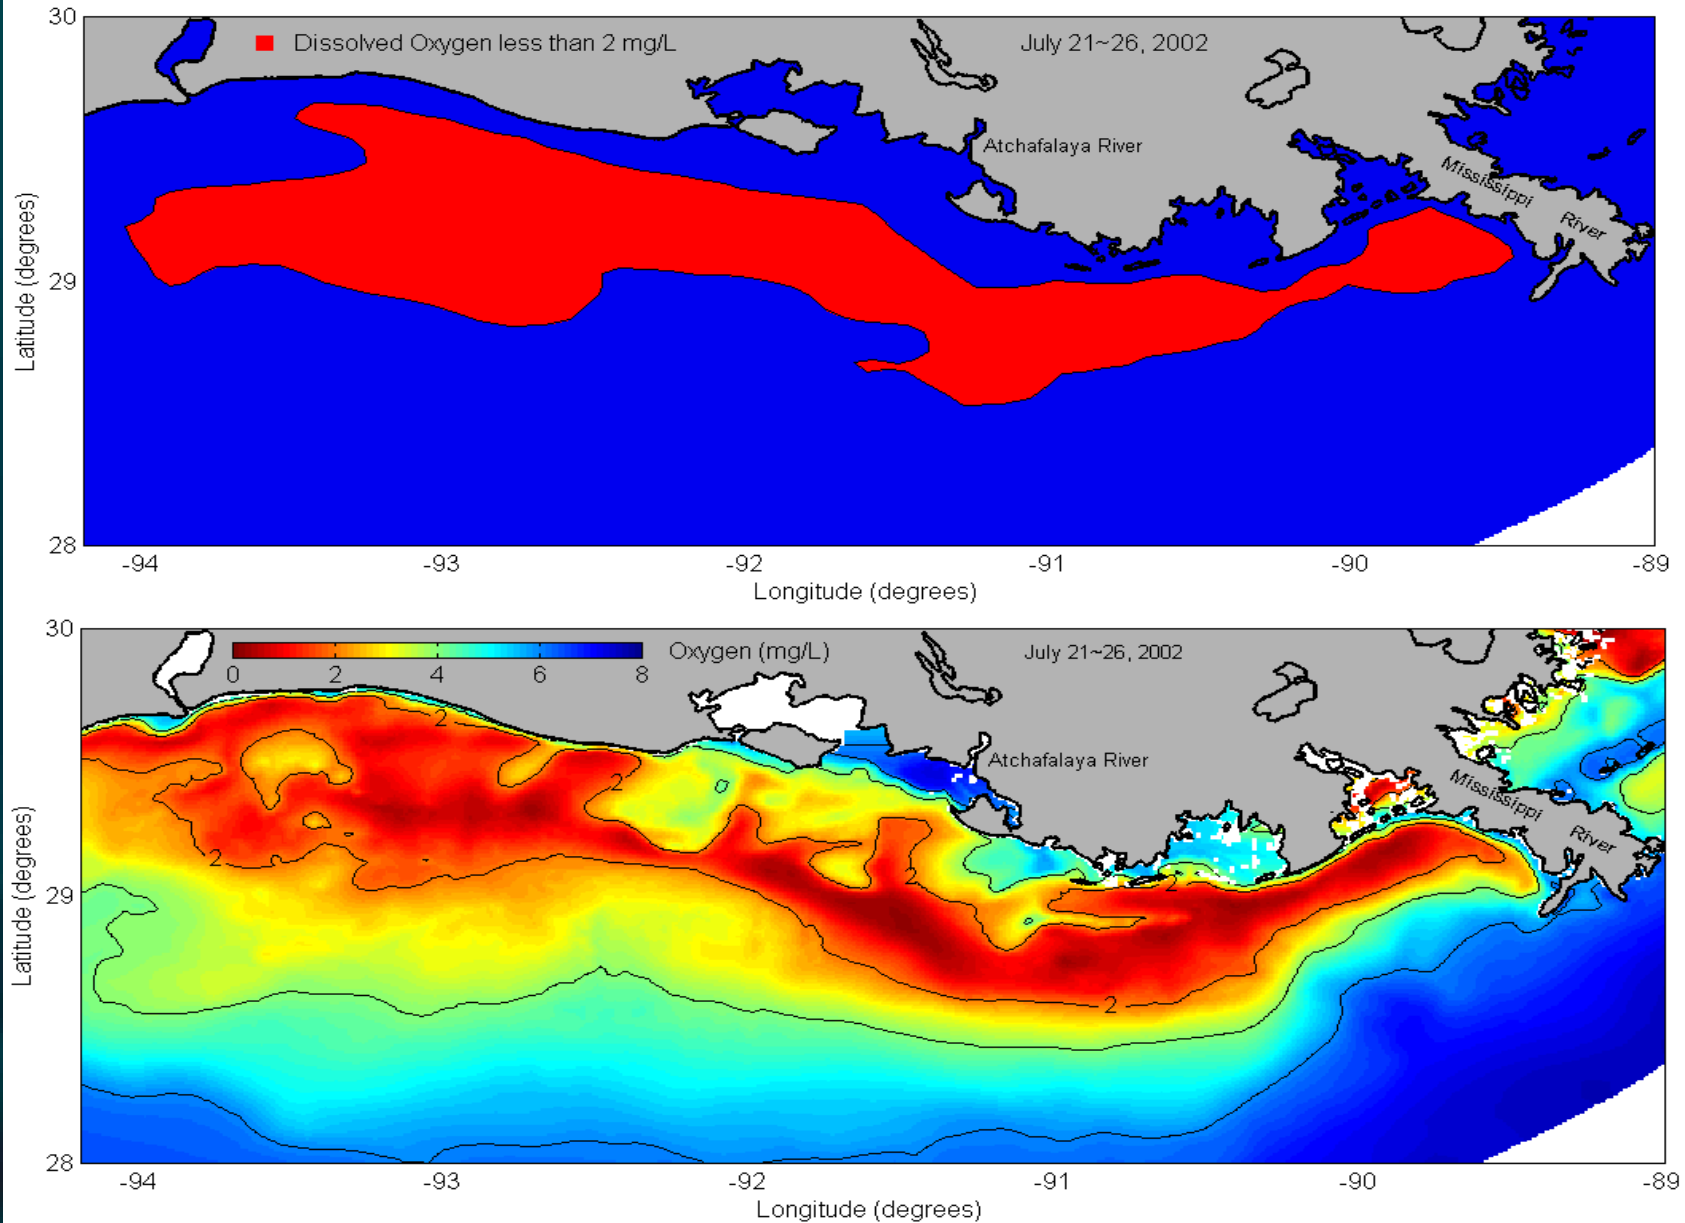 30
Dissolved Oxygen less than 2 mg/L
July 21~26, 2002
Atchafalaya River
Mississippi River
Latitude (degrees)
29
28
-94 -93 -92 -91 -90 -89
Longitude (degrees)
30
Oxygen (mg/L)
0 2 4 6 8
July 21~26, 2002
2
Atchafalaya River
2
Mississippi River
Latitude (degrees)
2
2
2
29
2
28
-94 -93 -92 -91 -90 -89
Longitude (degrees)